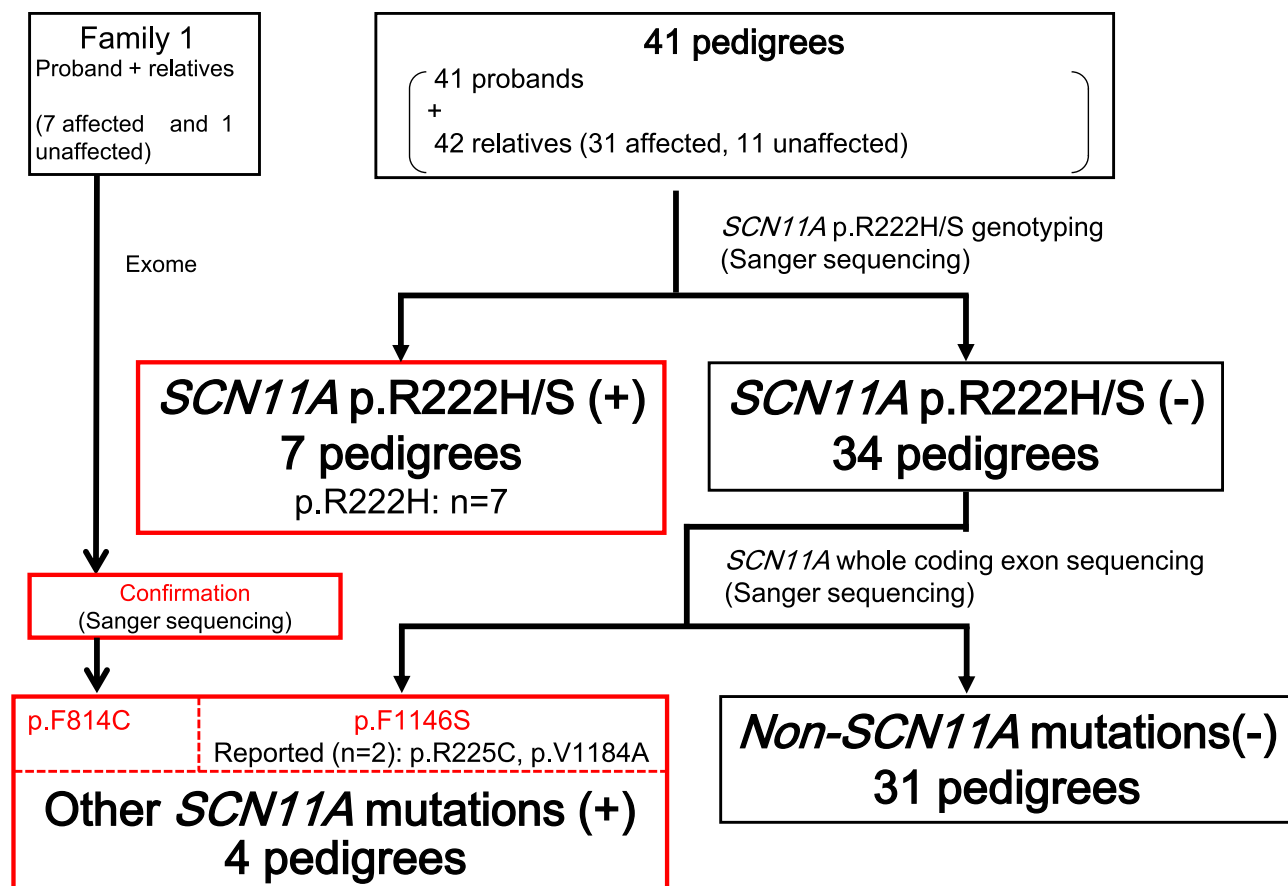 Family 1
Proband + relatives
(7 affected and 1
unaffected)
41 pedigrees
41 probands
+
42 relatives (31 affected, 11 unaffected)
SCN11A p.R222H/S genotyping
(Sanger sequencing)
Exome
SCN11A p.R222H/S (+)
7 pedigrees
p.R222H: n=7
SCN11A p.R222H/S (-)
34 pedigrees
SCN11A whole coding exon sequencing
(Sanger sequencing)
Confirmation
(Sanger sequencing)
p.F814C
p.F1146S
Reported (n=2): p.R225C, p.V1184A
Other SCN11A mutations (+)
4 pedigrees
Non-SCN11A mutations(-)
31 pedigrees